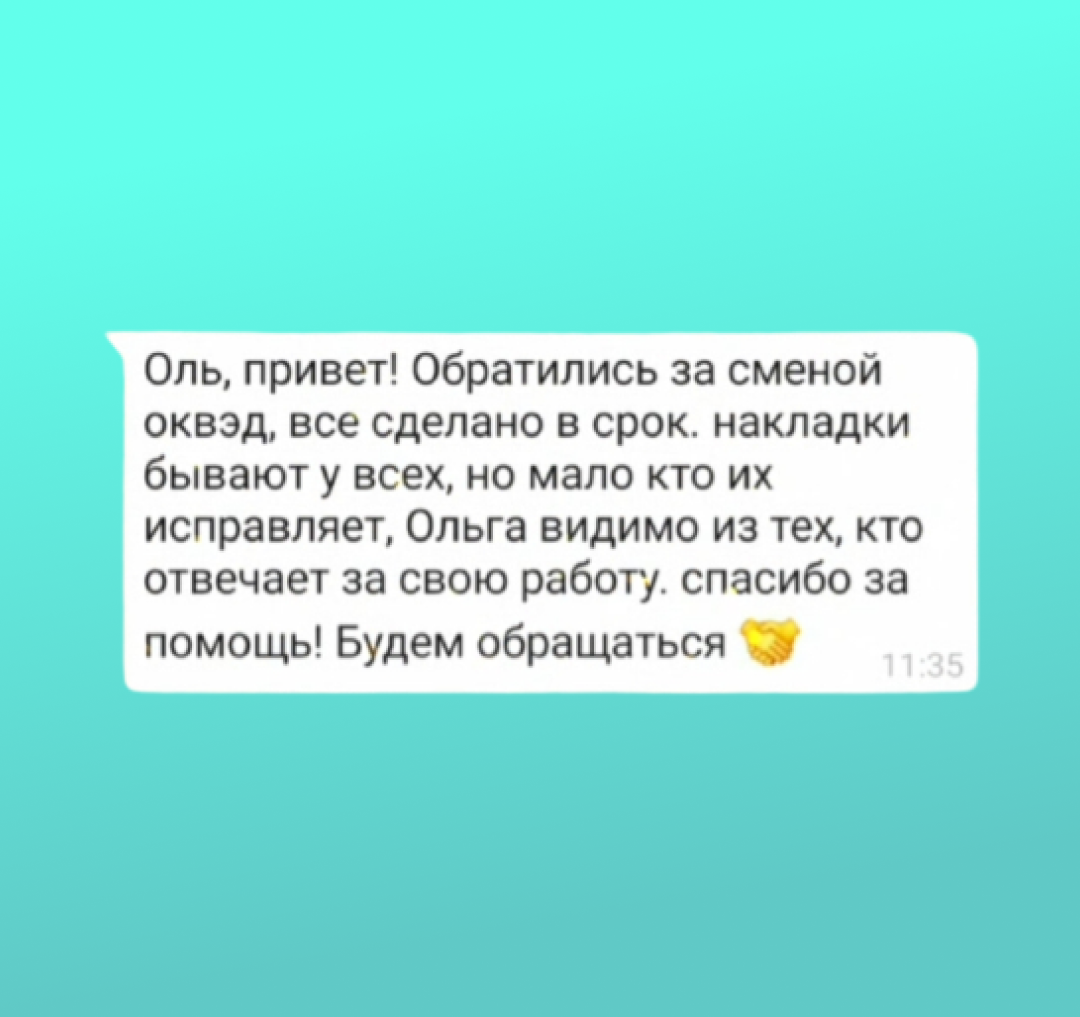 Оль, привет! Обратились за сменой
оквэд, все сделано в срок. накладки
бывают у всех, но мало кто их
исправляет, Ольга видимо из тех, кто
отвечает за свою работу. спасибо за
помощь! Будем обращаться 🤝
11:35